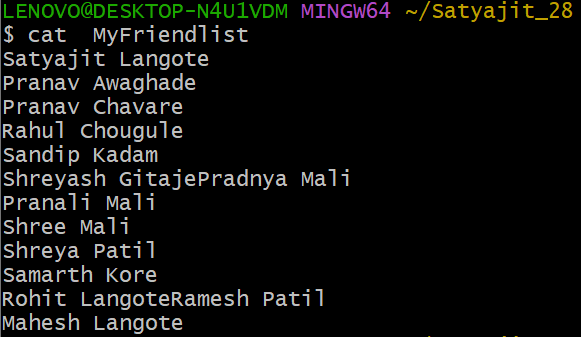 LENOVO@DESKTOP-N4U1VDM MINGW64 ~/Satyajit_28
$ cat  MyFriendlist
Satyajit Langote
Pranav Awaghade
Pranav Chavare
Rahul Chougule
Sandip Kadam
Shreyash GitajePradnya Mali
Pranali Mali
Shree Mali
Shreya Patil
Samarth Kore
Rohit LangoteRamesh Patil
Mahesh Langote